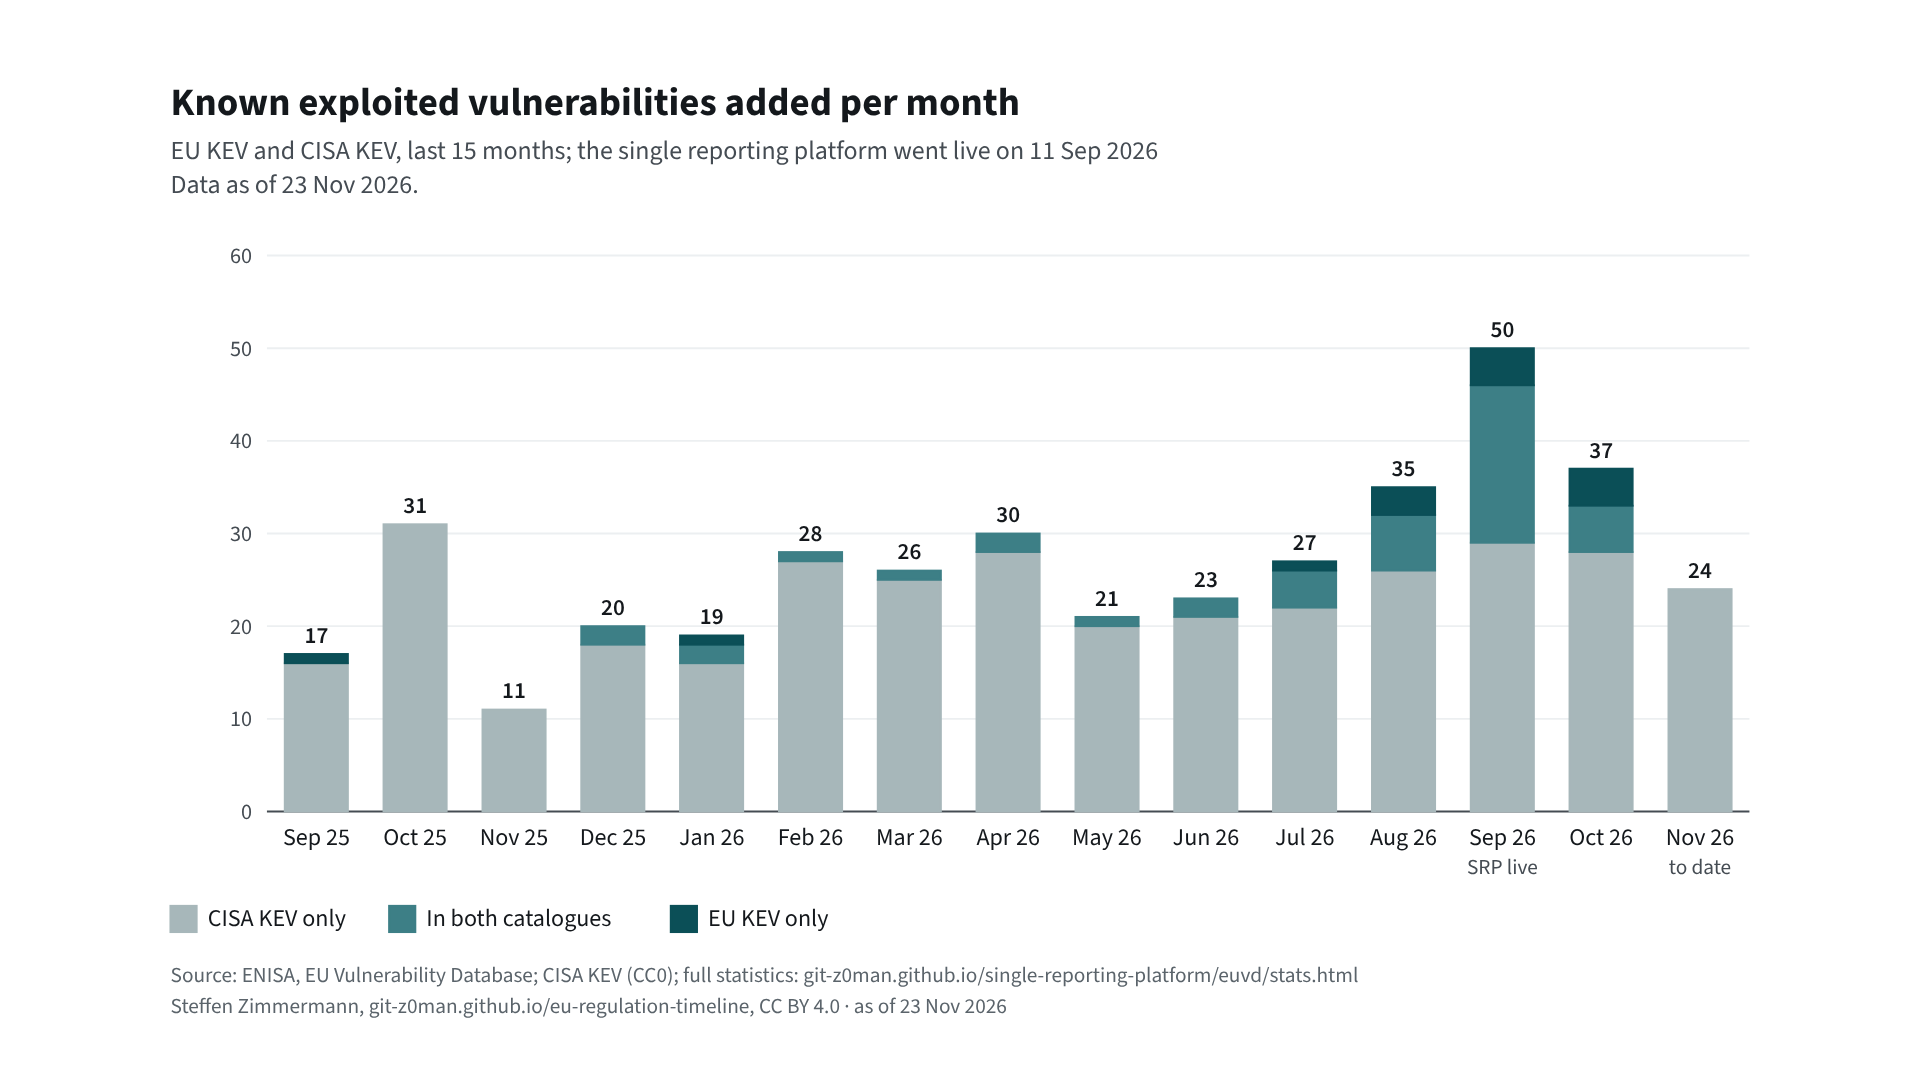 Known exploited vulnerabilities added per month
EU KEV and CISA KEV, last 15 months; the single reporting platform went live on 11 Sep 2026
Data as of 23 Nov 2026.
60
50
40
30
20
10
0
17
31
11
20
19
28
26
30
21
23
27
35
50
37
24
Sep 25
Oct 25
Nov 25
Dec 25
Jan 26
Feb 26
Mar 26
Apr 26
May 26
Jun 26
Jul 26
Aug 26
Sep 26
SRP live
Oct 26
Nov 26
to date
CISA KEV only
In both catalogues
EU KEV only
Source: ENISA, EU Vulnerability Database; CISA KEV (CC0); full statistics: git-z0man.github.io/single-reporting-platform/euvd/stats.html
Steffen Zimmermann, git-z0man.github.io/eu-regulation-timeline, CC BY 4.0 · as of 23 Nov 2026